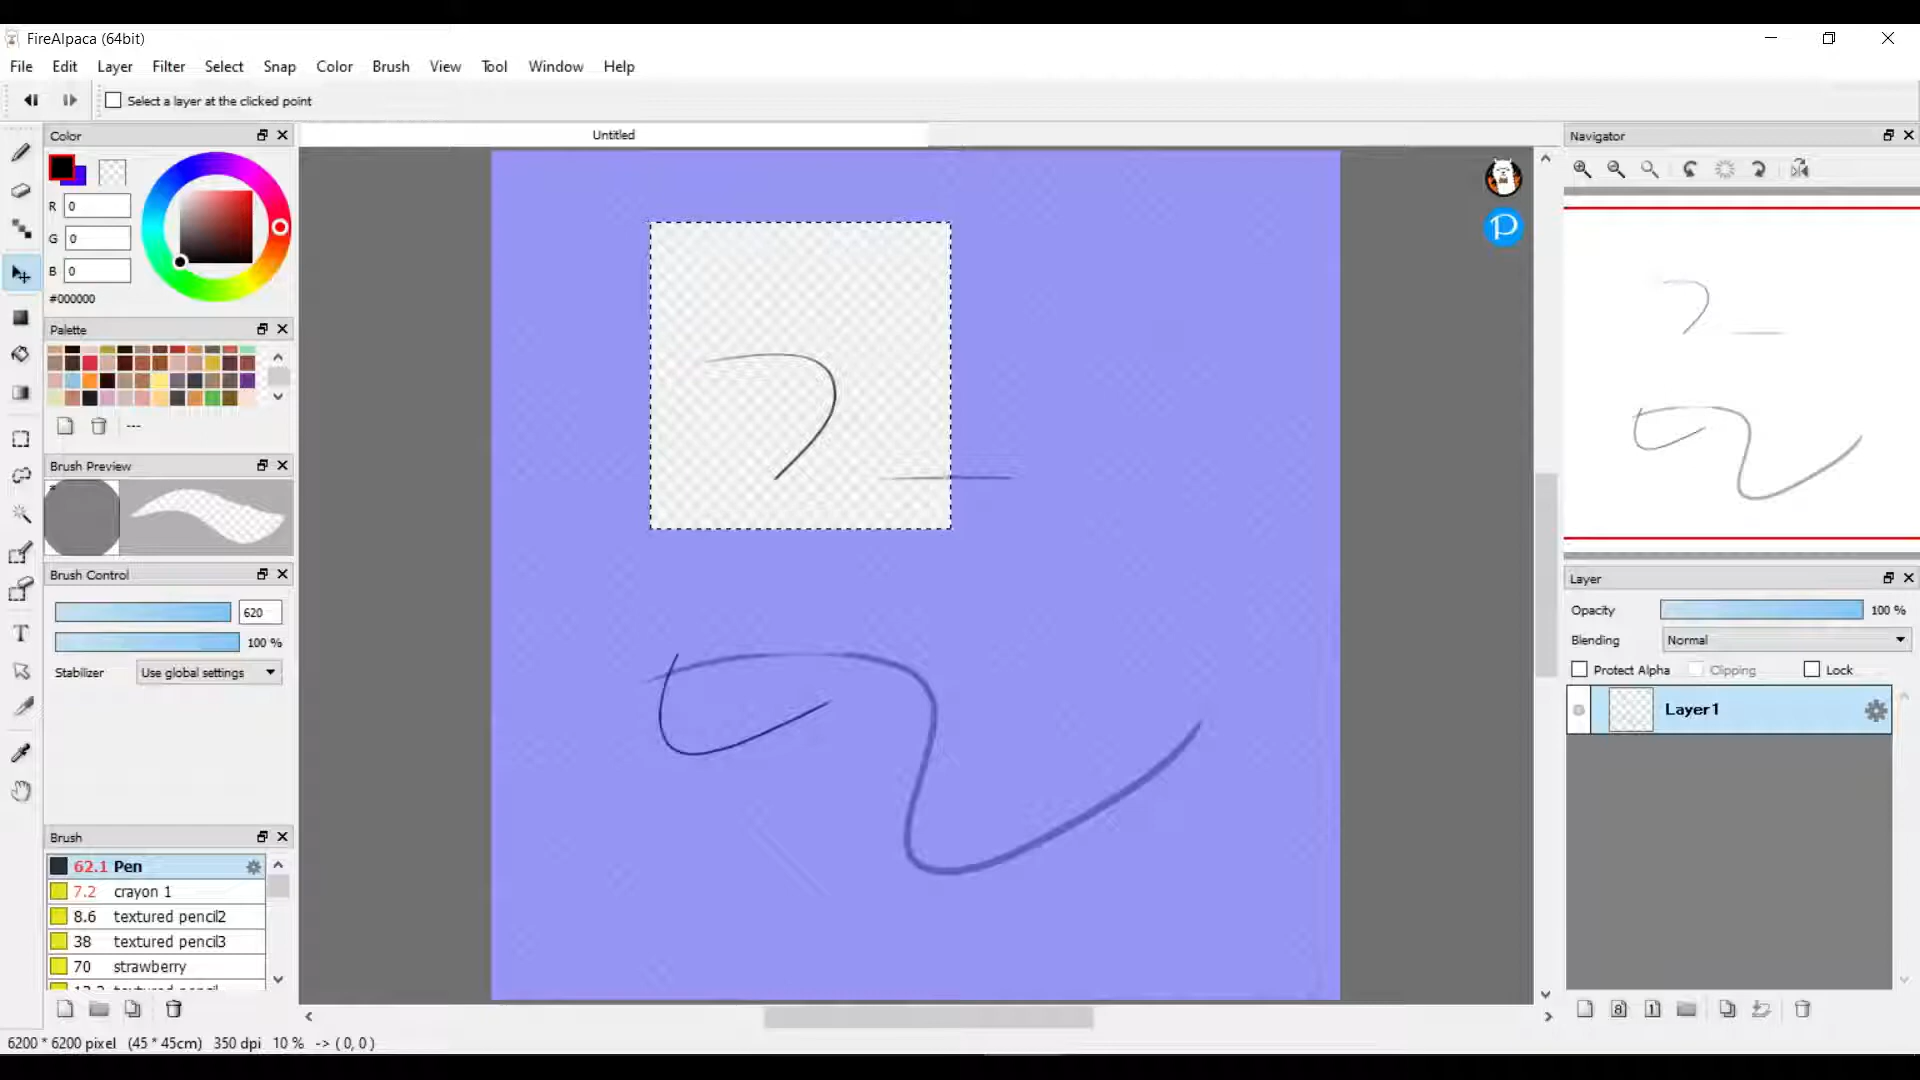 FireAlpaca (64bit)
File Edit Layer Filter Select Snap Color Brush View Tool Window Help
Select a layer at the clicked point
Color
Untitled
Navigator
R 0
G 0
B 0
#000000
Palette
---
Brush Preview
Brush Control
620
100 %
Stabilizer Use global settings
Brush
62.1 Pen
7.2 crayon 1
8.6 textured pencil2
38 textured pencil3
70 strawberry
Layer
Opacity 100 %
Blending Normal
Protect Alpha Clipping Lock
Layer1
8 1
T
P
6200 * 6200 pixel (45 * 45cm) 350 dpi 10 % -> ( 0, 0 )